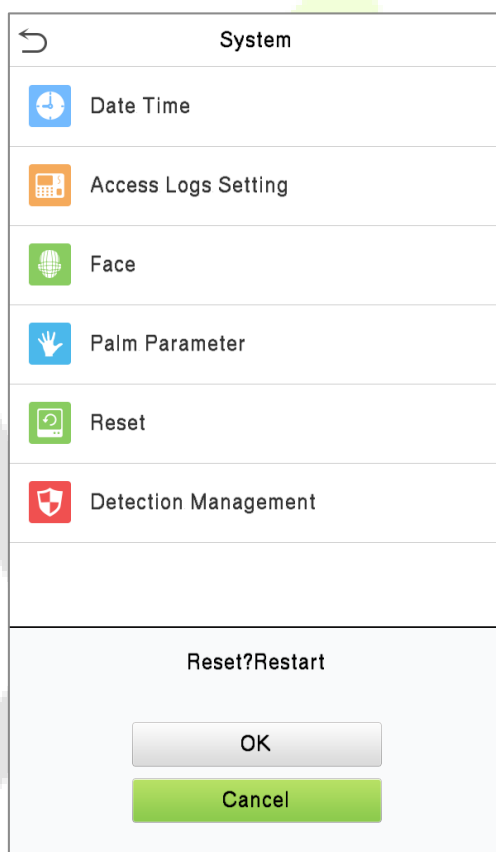 System
Date Time
Access Logs Setting
Face
Palm Parameter
Reset
Detection Management
Reset?Restart
OK
Cancel